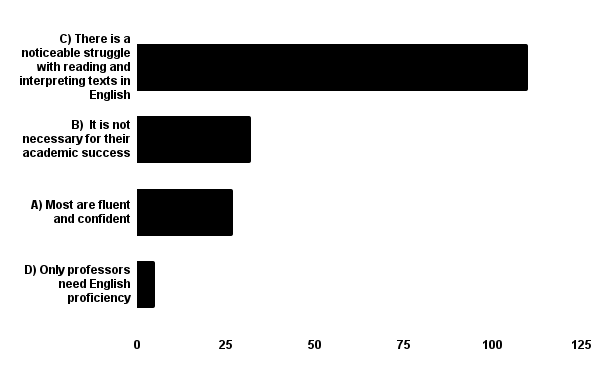 C) There is a
noticeable struggle
with reading and
interpreting texts in
English
B) It is not
necessary for their
academic success
A) Most are fluent
and confident
D) Only professors
need English
proficiency
0 25 50 75 100 125